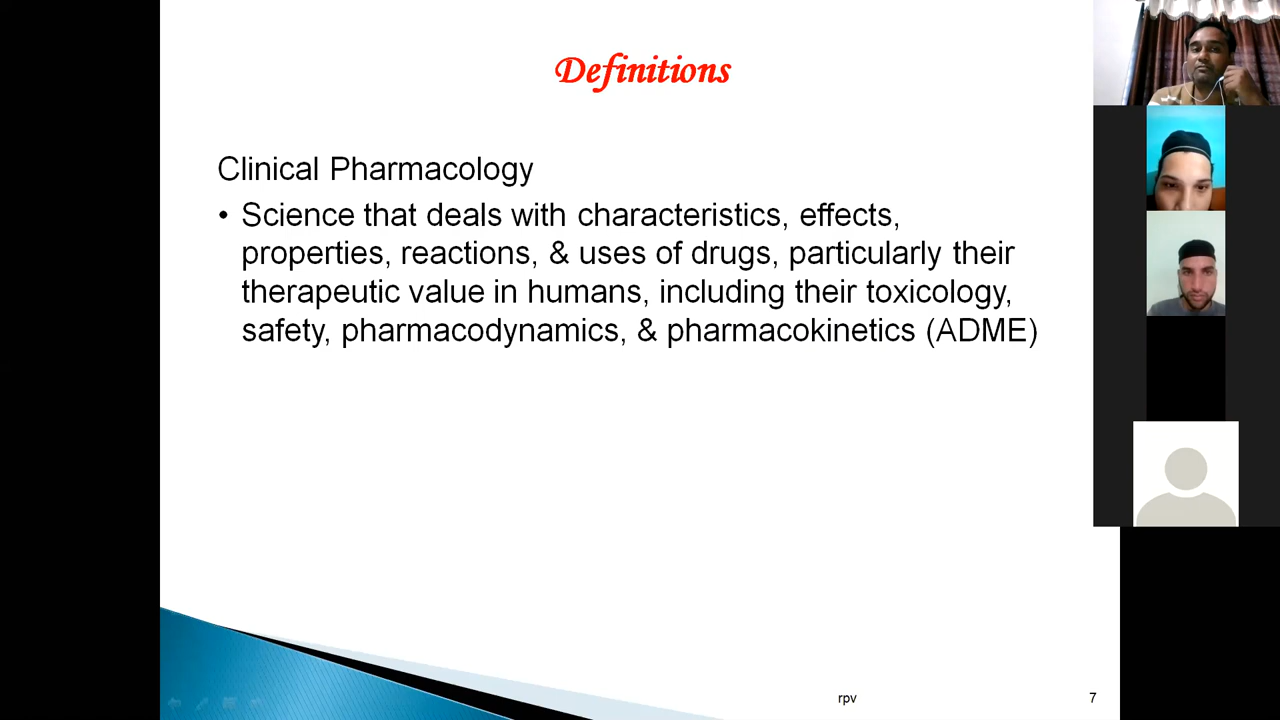 Definitions
Clinical Pharmacology
• Science that deals with characteristics, effects,
properties, reactions, & uses of drugs, particularly their
therapeutic value in humans, including their toxicology,
safety, pharmacodynamics, & pharmacokinetics (ADME)
rpv
7